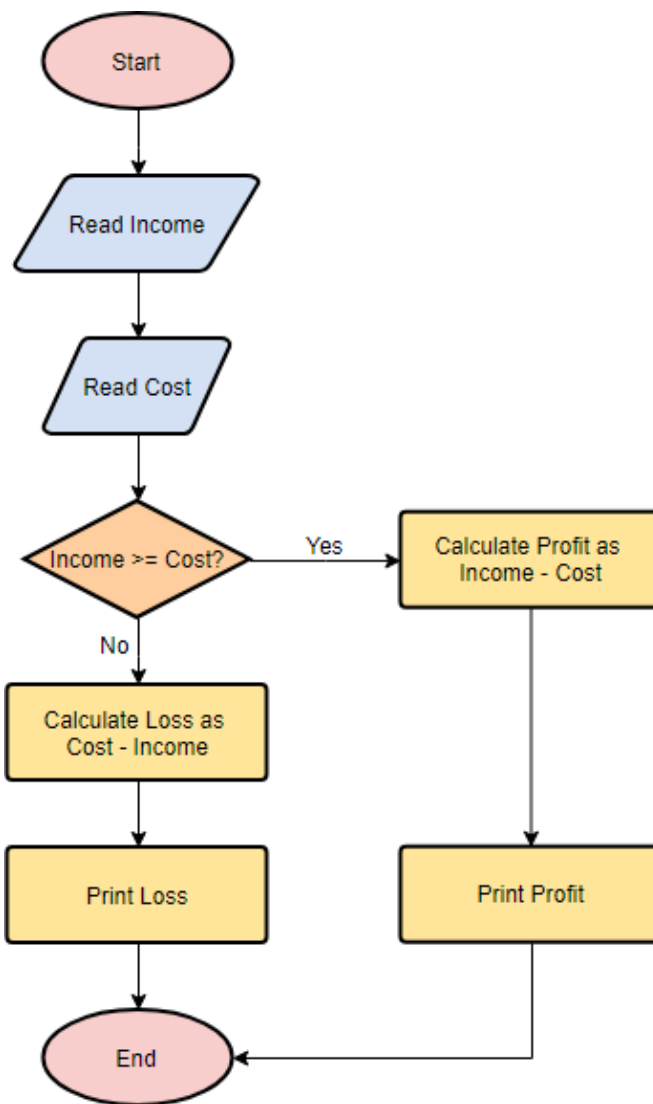 Start
Read Income
Read Cost
Income >= Cost?
Yes
Calculate Profit as
Income - Cost
No
Calculate Loss as
Cost - Income
Print Loss
Print Profit
End